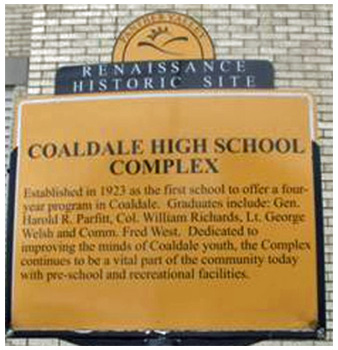 PANTHER VALLEY
RENAISSANCE
HISTORIC SITE
COALDALE HIGH SCHOOL
COMPLEX
Established in 1923 as the first school to offer a four-
year program in Coaldale. Graduates include: Gen.
Harold R. Parfitt, Col. William Richards, Lt. George
Welsh and Comm. Fred West. Dedicated to
improving the minds of Coaldale youth, the Complex
continues to be a vital part of the community today
with pre-school and recreational facilities.